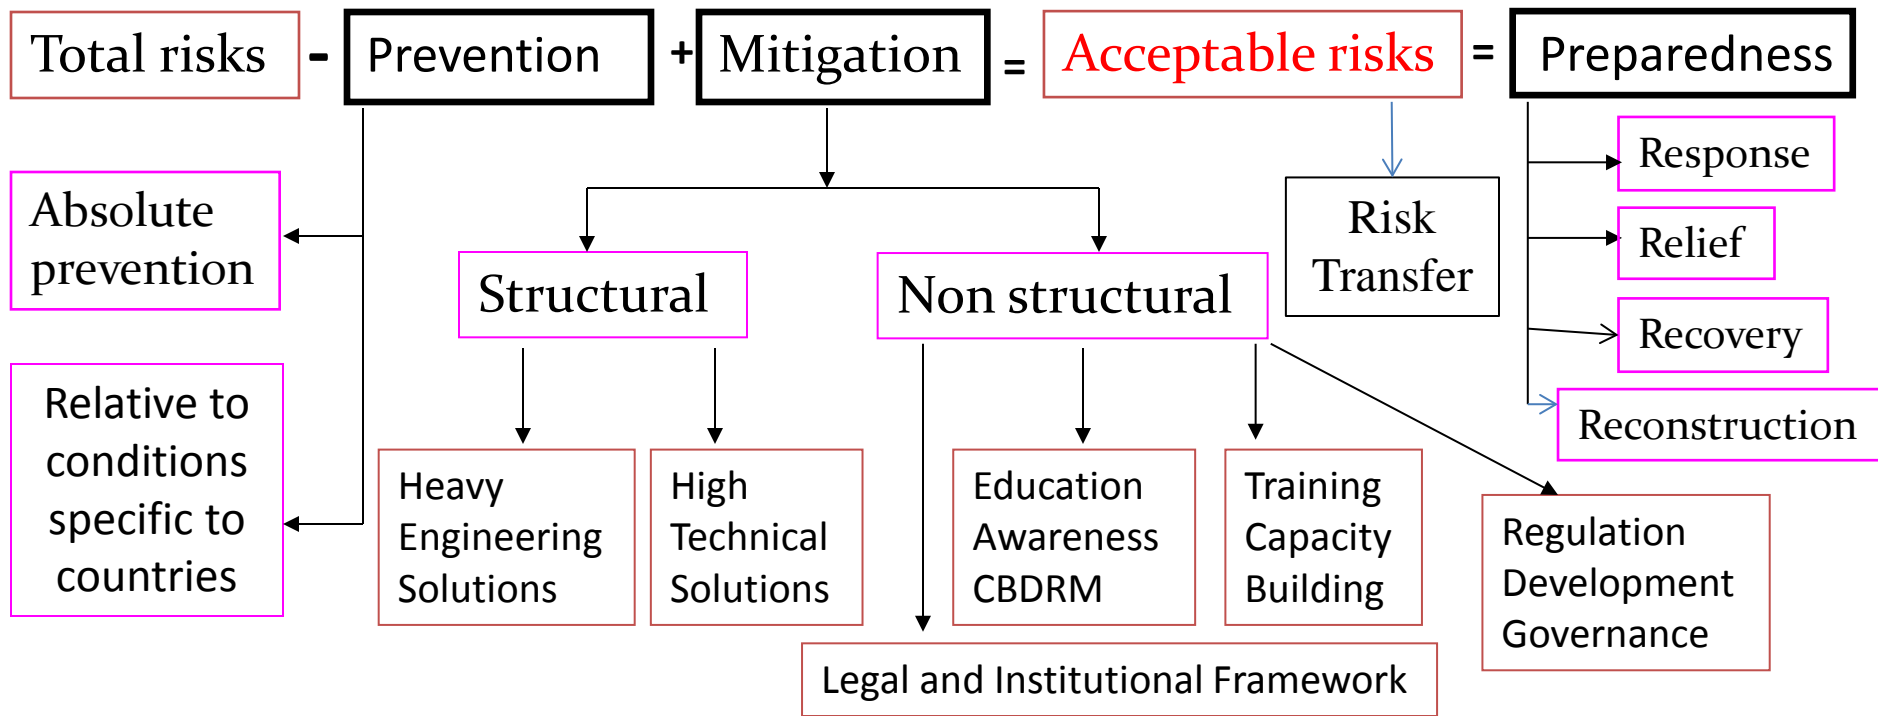 Total risks - Prevention + Mitigation = Acceptable risks = Preparedness
Absolute
prevention
Relative to
conditions
specific to
countries
Structural
Non structural
Risk
Transfer
Response
Relief
Recovery
Reconstruction
Heavy
Engineering
Solutions
High
Technical
Solutions
Education
Awareness
CBDRM
Training
Capacity
Building
Regulation
Development
Governance
Legal and Institutional Framework